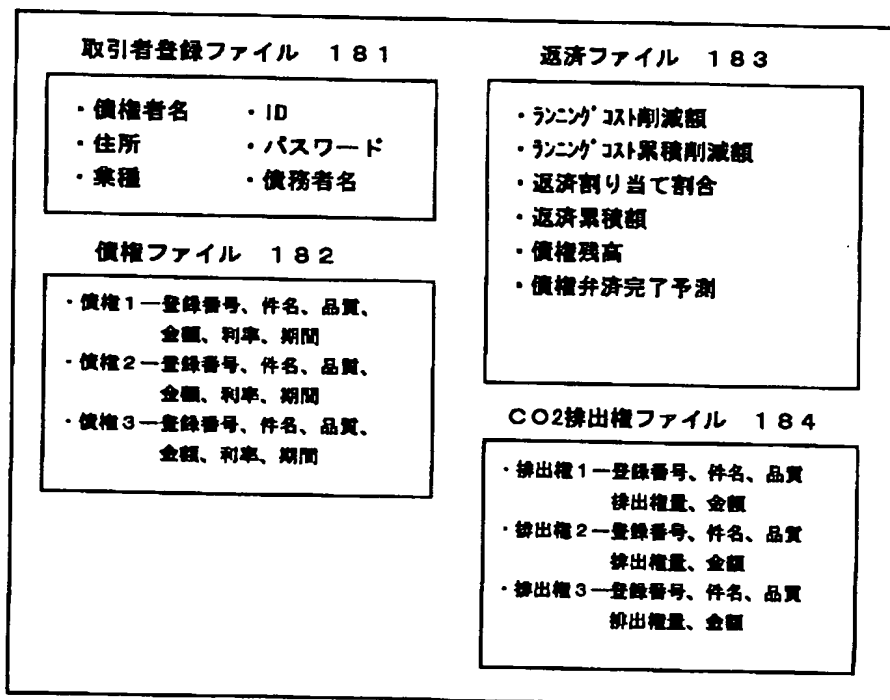 取引者登録ファイル 181
・債権者名 ・ID
・住所 ・パスワード
・業種 ・債務者名
債権ファイル 182
・債権1ー登録番号、件名、品質、
金額、利率、期間
・債権2ー登録番号、件名、品質、
金額、利率、期間
・債権3ー登録番号、件名、品質、
金額、利率、期間
返済ファイル 183
・ランニングコスト削減額
・ランニングコスト累積削減額
・返済割り当て割合
・返済累積額
・債権残高
・債権弁済完了予測
CO2排出権ファイル 184
・排出権1ー登録番号、件名、品質
排出権量、金額
・排出権2ー登録番号、件名、品質
排出権量、金額
・排出権3ー登録番号、件名、品質
排出権量、金額